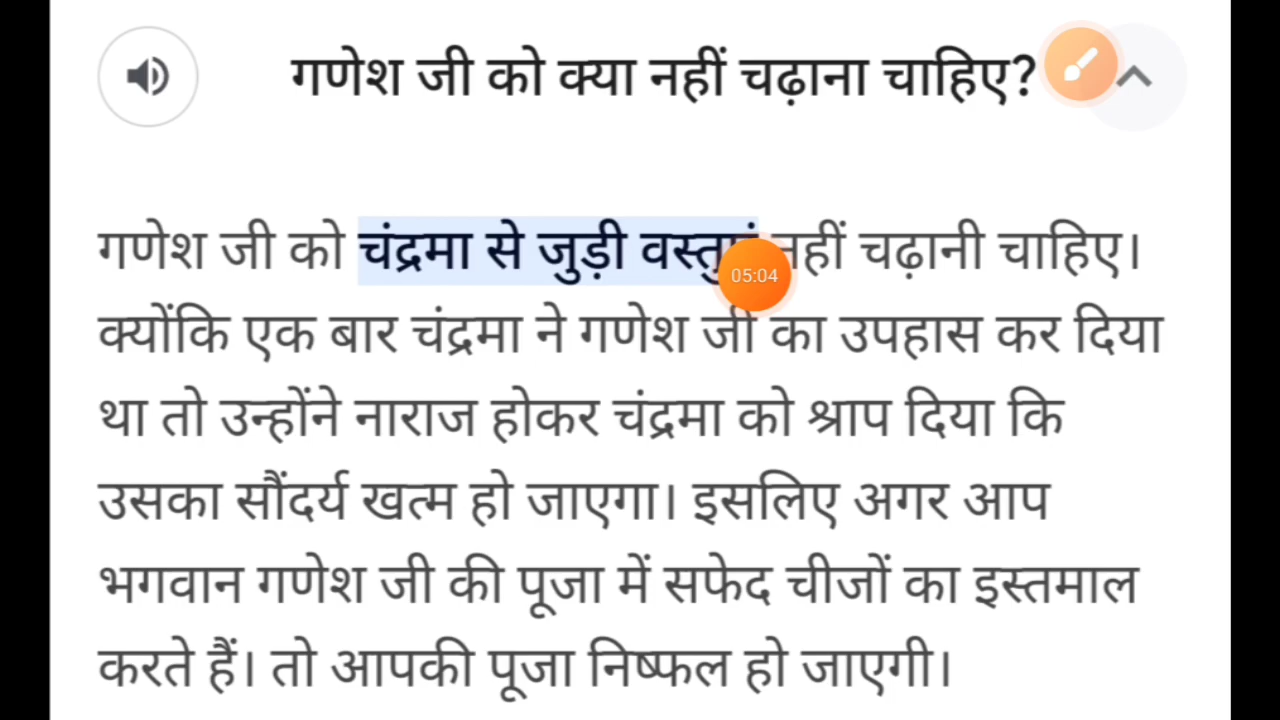 गणेश जी को क्या नहीं चढ़ाना चाहिए?
गणेश जी को चंद्रमा से जुड़ी वस्तुएं नहीं चढ़ानी चाहिए।
05:04
क्योंकि एक बार चंद्रमा ने गणेश जी का उपहास कर दिया
था तो उन्होंने नाराज होकर चंद्रमा को श्राप दिया कि
उसका सौंदर्य खत्म हो जाएगा। इसलिए अगर आप
भगवान गणेश जी की पूजा में सफेद चीजों का इस्तमाल
करते हैं। तो आपकी पूजा निष्फल हो जाएगी।